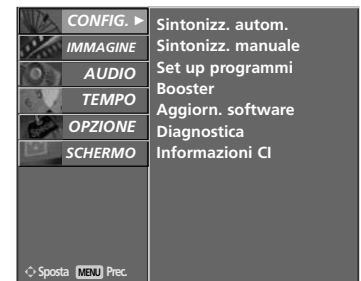 CONFIG. ►
IMMAGINE
AUDIO
TEMPO
OPZIONE
SCHERMO
Sintonizz. autom.
Sintonizz. manuale
Set up programmi
Booster
Aggiorn. software
Diagnostica
Informazioni CI
Sposta MENU Prec.